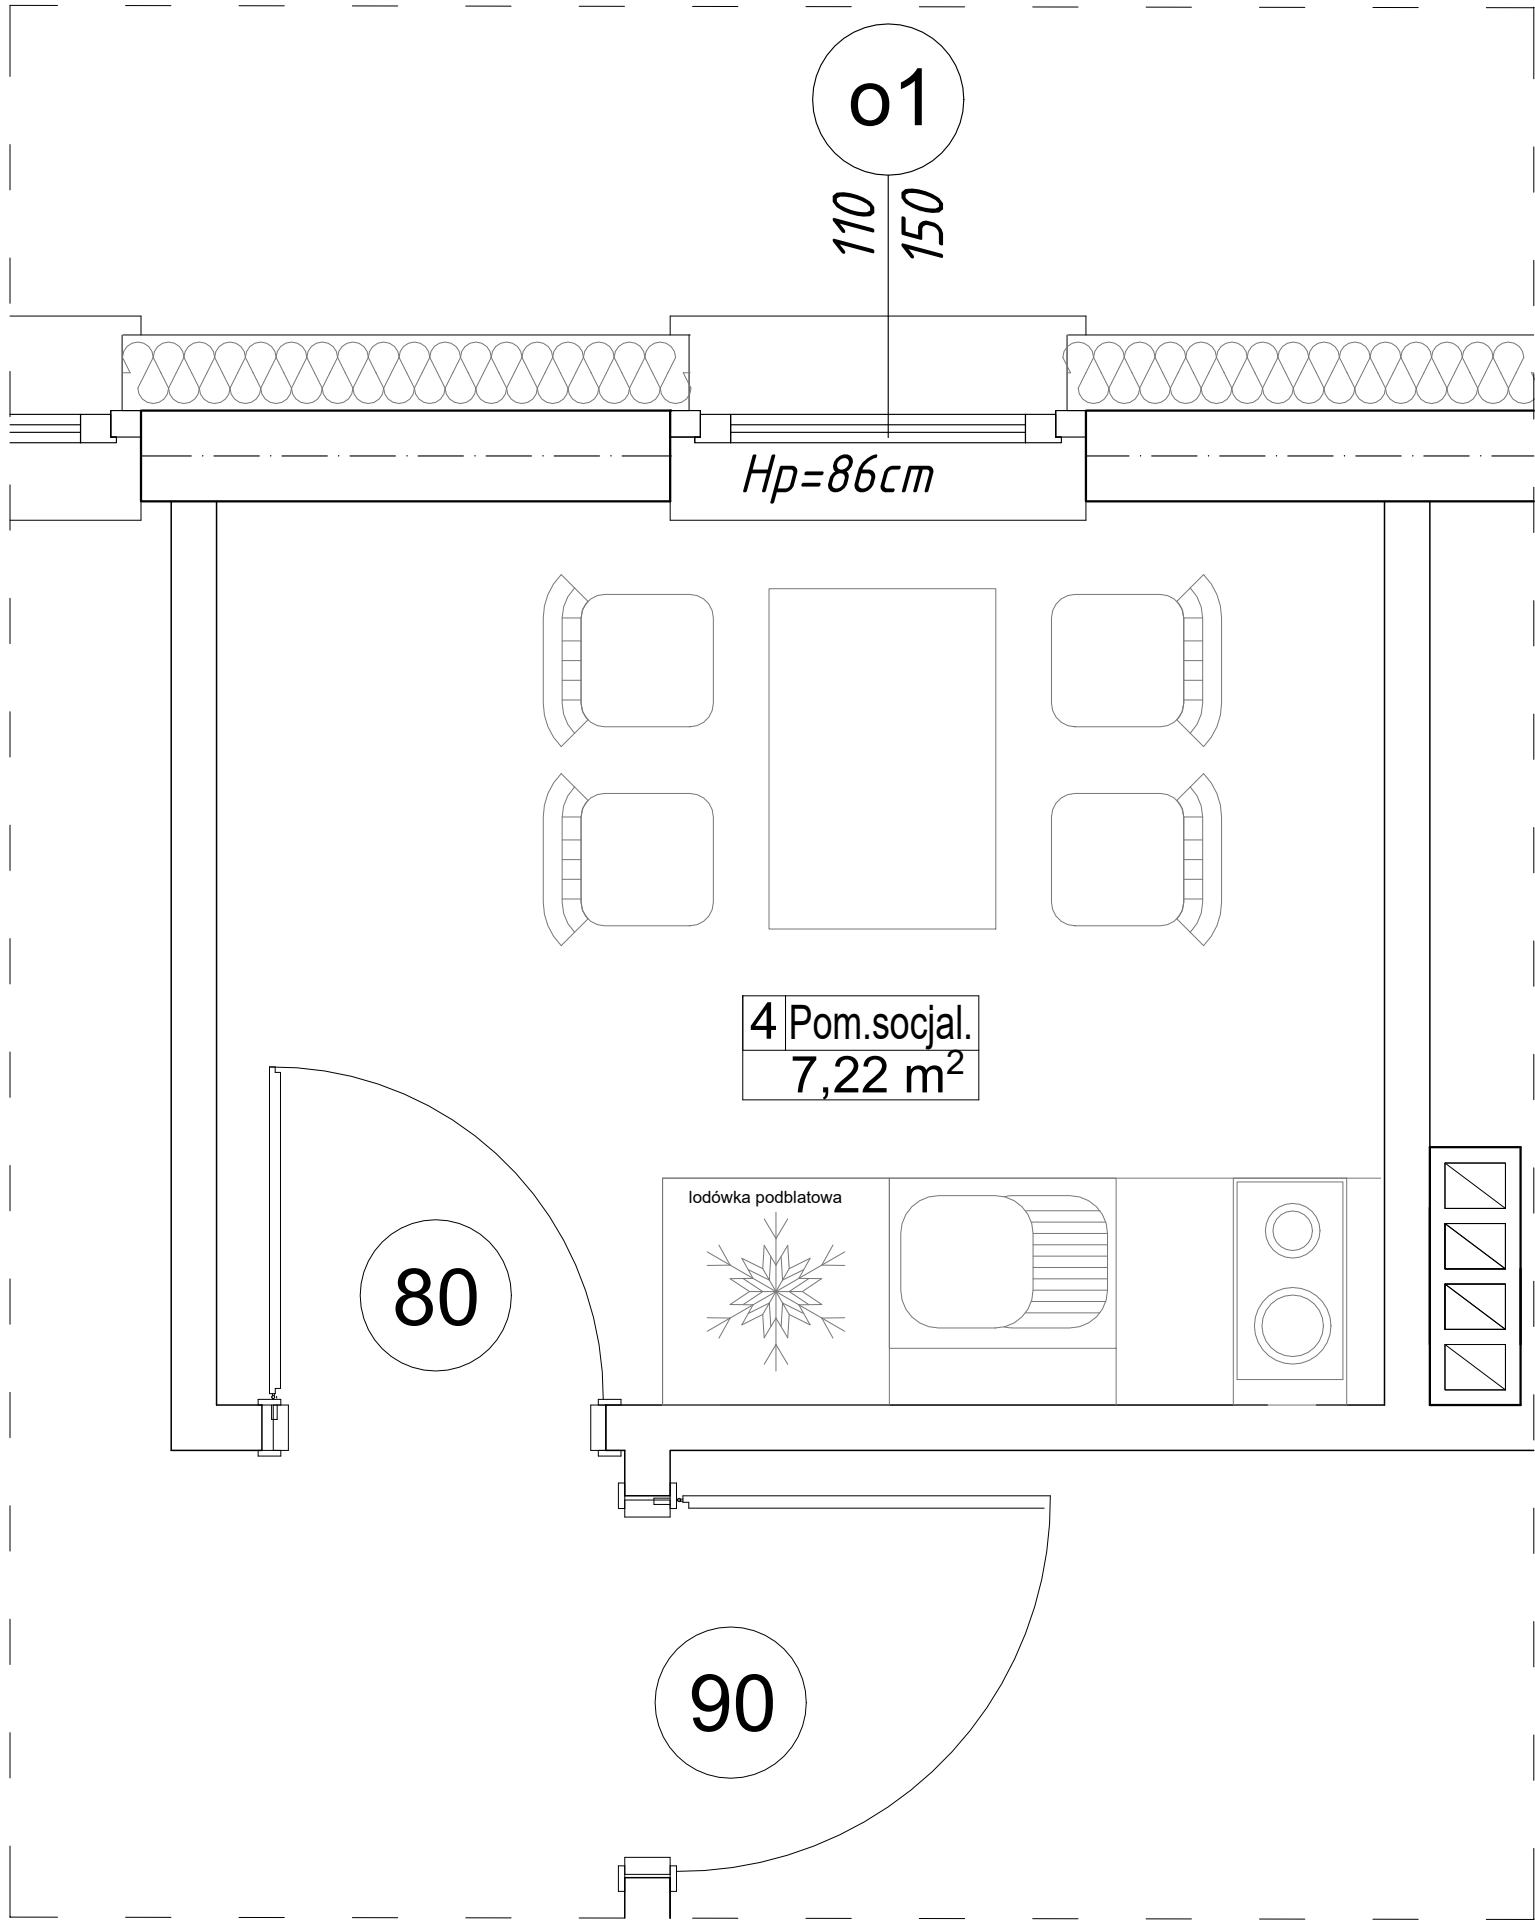 o1
110
150
Hp=86cm
4 Pom.socjal.
7,22 m²
lodówka podblatowa
80
90